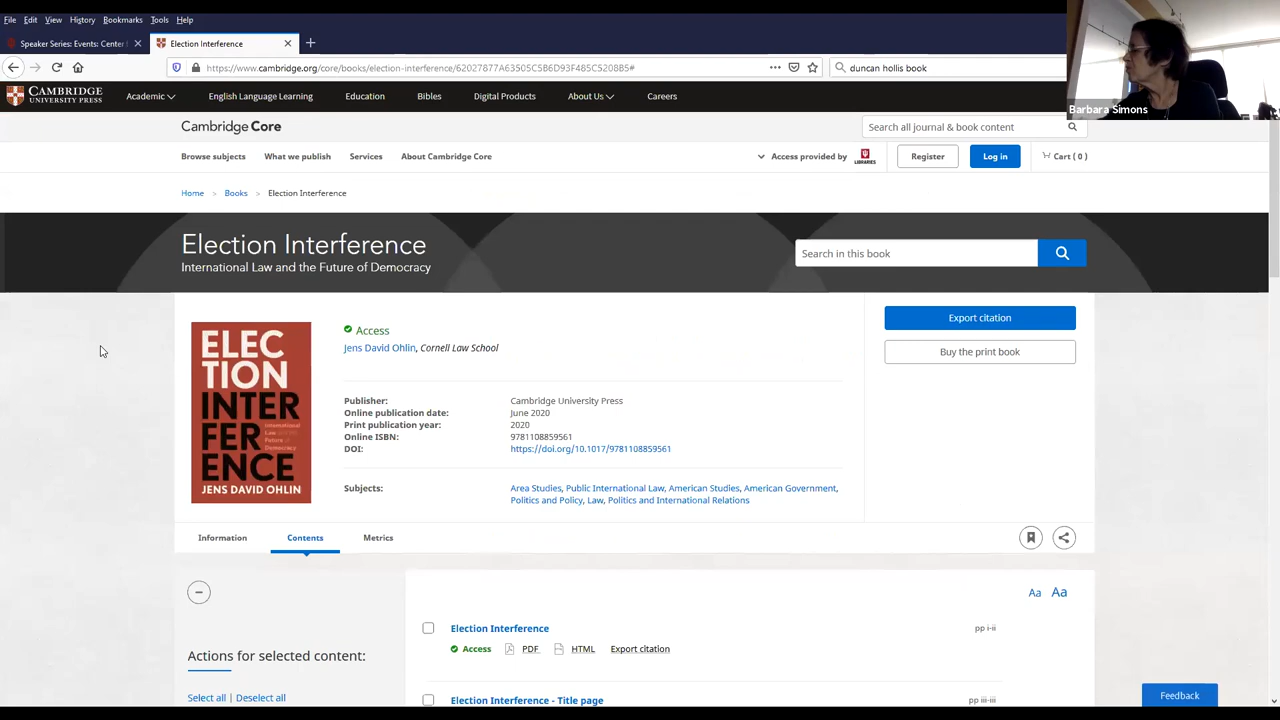 File Edit View History Bookmarks Tools Help
Speaker Series: Events: Center
Election Interference
https://www.cambridge.org/core/books/election-interference/62027877A63505C5B6D93F485C520885#
duncan hollis book
Barbara Simons
CAMBRIDGE
UNIVERSITY PRESS
Academic English Language Learning Education Bibles Digital Products About Us Careers
Cambridge Core
Search all journal & book content
Browse subjects What we publish Services About Cambridge Core
Access provided by
LIBRARIES
Register
Log in
Cart ( 0 )
Home > Books > Election Interference
Election Interference
International Law and the Future of Democracy
Search in this book
ELEC
TION
INTER
FER
ENCE
International
Law and the
Future of
Democracy
JENS DAVID OHLIN
Access
Jens David Ohlin, Cornell Law School
Publisher: Cambridge University Press
Online publication date: June 2020
Print publication year: 2020
Online ISBN: 9781108859561
DOI: https://doi.org/10.1017/9781108859561
Subjects: Area Studies, Public International Law, American Studies, American Government,
Politics and Policy, Law, Politics and International Relations
Export citation
Buy the print book
Information Contents Metrics
Aa Aa
Actions for selected content:
Select all | Deselect all
Election Interference pp i-ii
Access PDF HTML Export citation
Election Interference - Title page pp iii-iii
Feedback